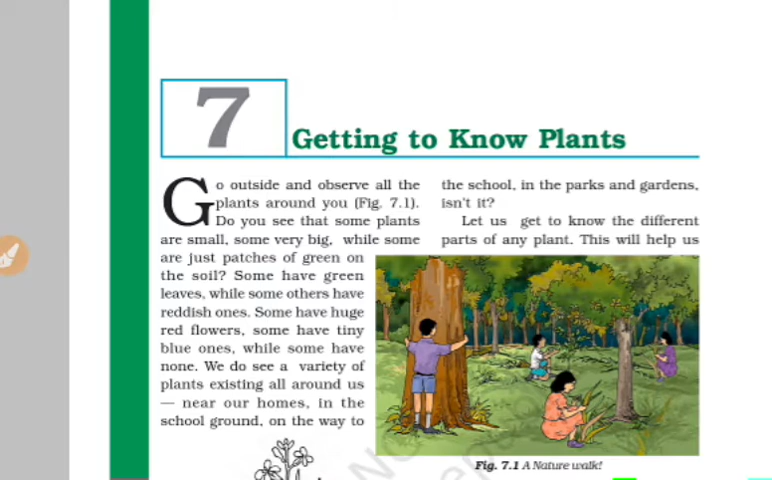 7
Getting to Know Plants
Go outside and observe all the
plants around you (Fig. 7.1).
Do you see that some plants
are small, some very big, while some
are just patches of green on
the soil? Some have green
leaves, while some others have
reddish ones. Some have huge
red flowers, some have tiny
blue ones, while some have
none. We do see a variety of
plants existing all around us
— near our homes, in the
school ground, on the way to
the school, in the parks and gardens,
isn't it?
Let us get to know the different
parts of any plant. This will help us
Fig. 7.1 A Nature walk!